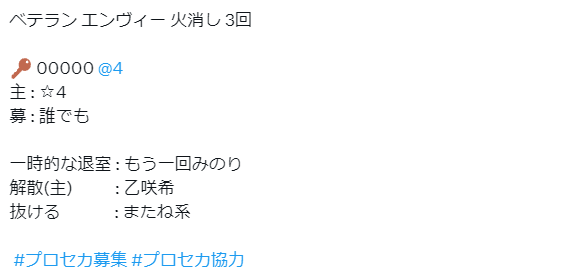 ベテラン エンヴィー 火消し 3回
🗝 00000 @4
主 : ☆4
募 : 誰でも
一時的な退室 : もう一回みのり
解散(主) : 乙咲希
抜ける : またね系
#プロセカ募集 #プロセカ協力